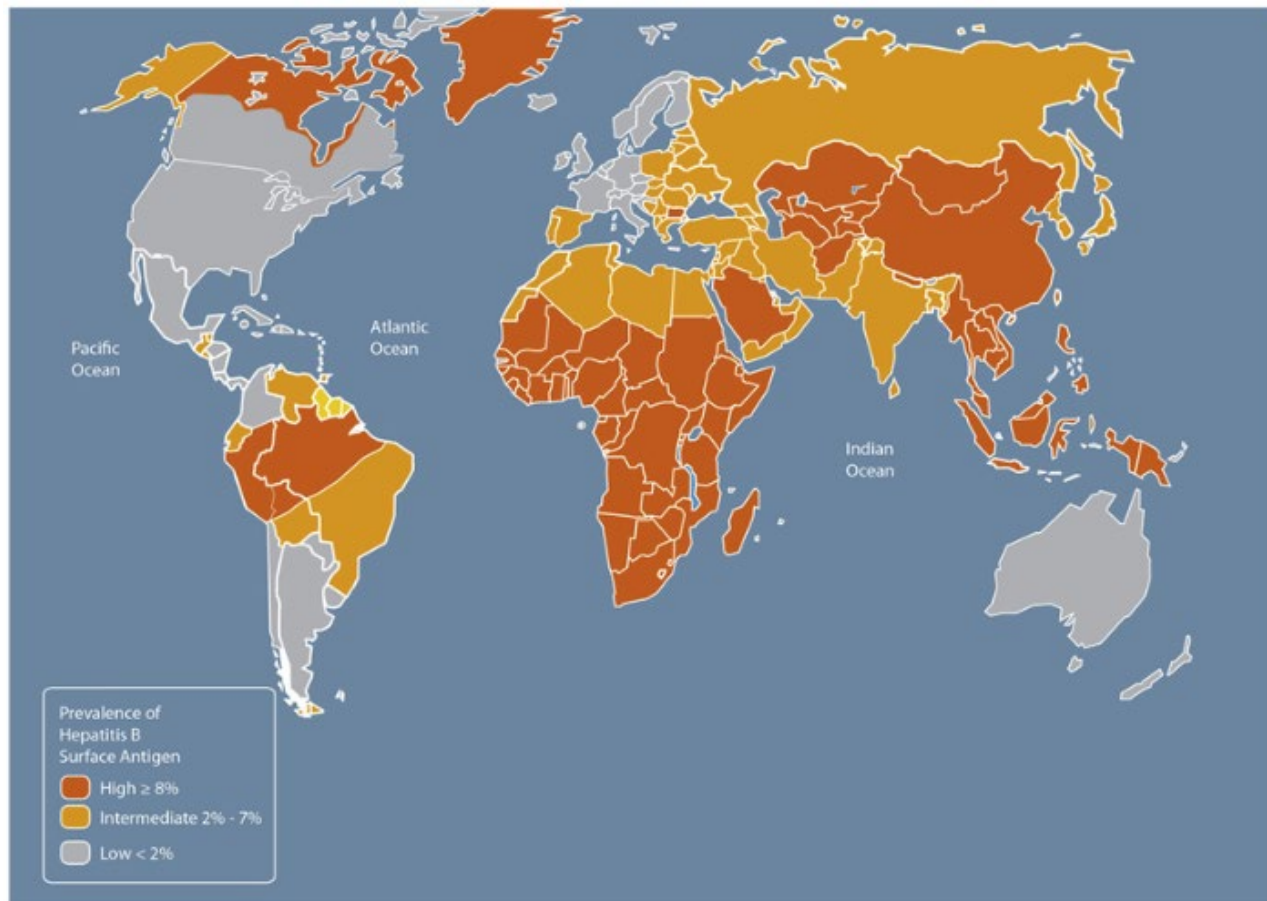 Atlantic
Ocean
Pacific
Ocean
Indian
Ocean
Prevalence of
Hepatitis B
Surface Antigen
High ≥ 8%
Intermediate 2% - 7%
Low < 2%